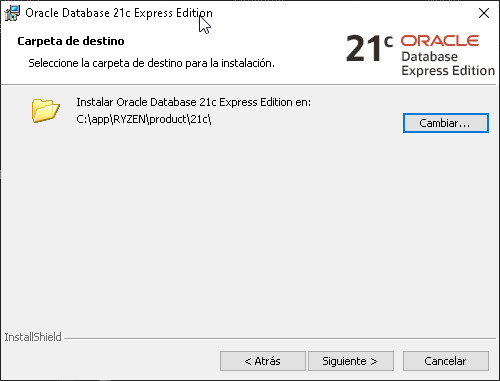 Oracle Database 21c Express Edition
Carpeta de destino
Seleccione la carpeta de destino para la instalación.
21c ORACLE
Database
Express Edition
Instalar Oracle Database 21c Express Edition en:
C:\app\RYZEN\product\21c\
Cambiar...
InstallShield
< Atrás
Siguiente >
Cancelar